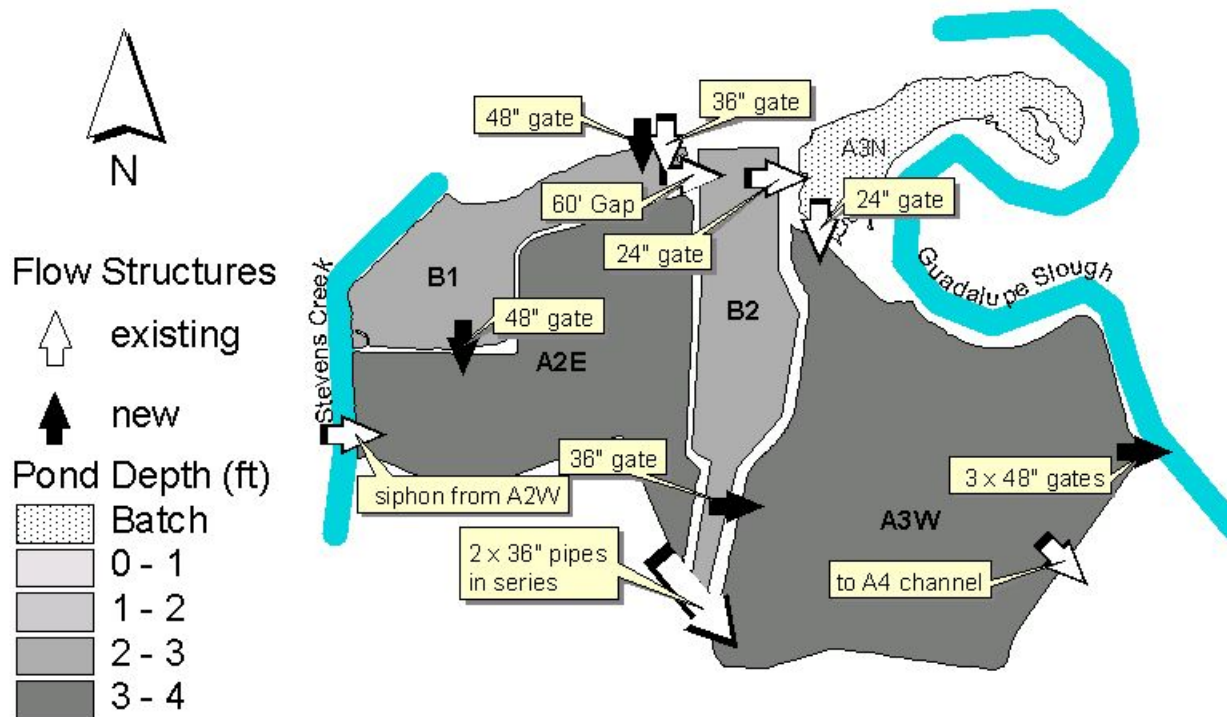 N
Flow Structures
existing
new
Pond Depth (ft)
Batch
0 - 1
1 - 2
2 - 3
3 - 4
48" gate
36" gate
A3N
60' Gap
24" gate
24" gate
Stevens Creek
Guadalupe Slough
B1
B2
48" gate
A2E
siphon from A2W
36" gate
3 x 48" gates
A3W
2 x 36" pipes
in series
to A4 channel